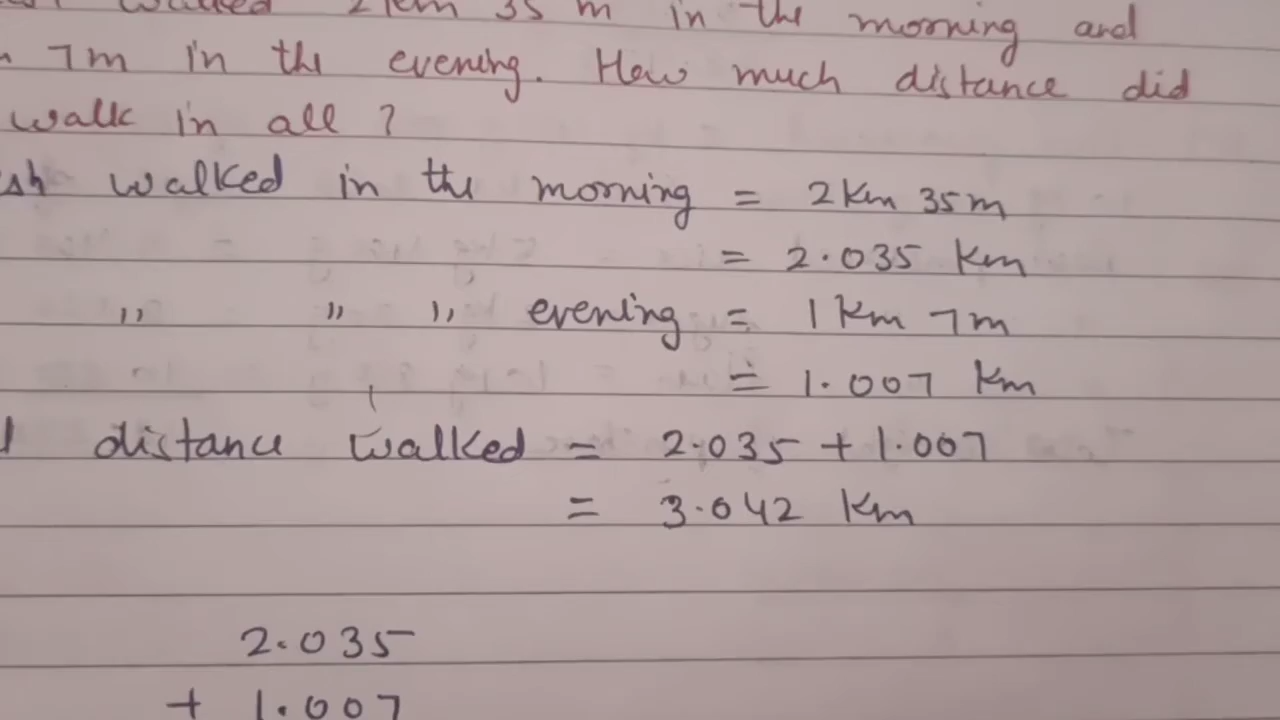 walked 2 km 35 m in the morning and
7m in the evening. How much distance did
walk in all ?
sh walked in the morning = 2 Km 35 m
= 2.035 Km
,, ,, ,, evening = 1 Km 7 m
= 1.007 Km
distance walked = 2.035 + 1.007
= 3.042 Km
2.035
+ 1.007